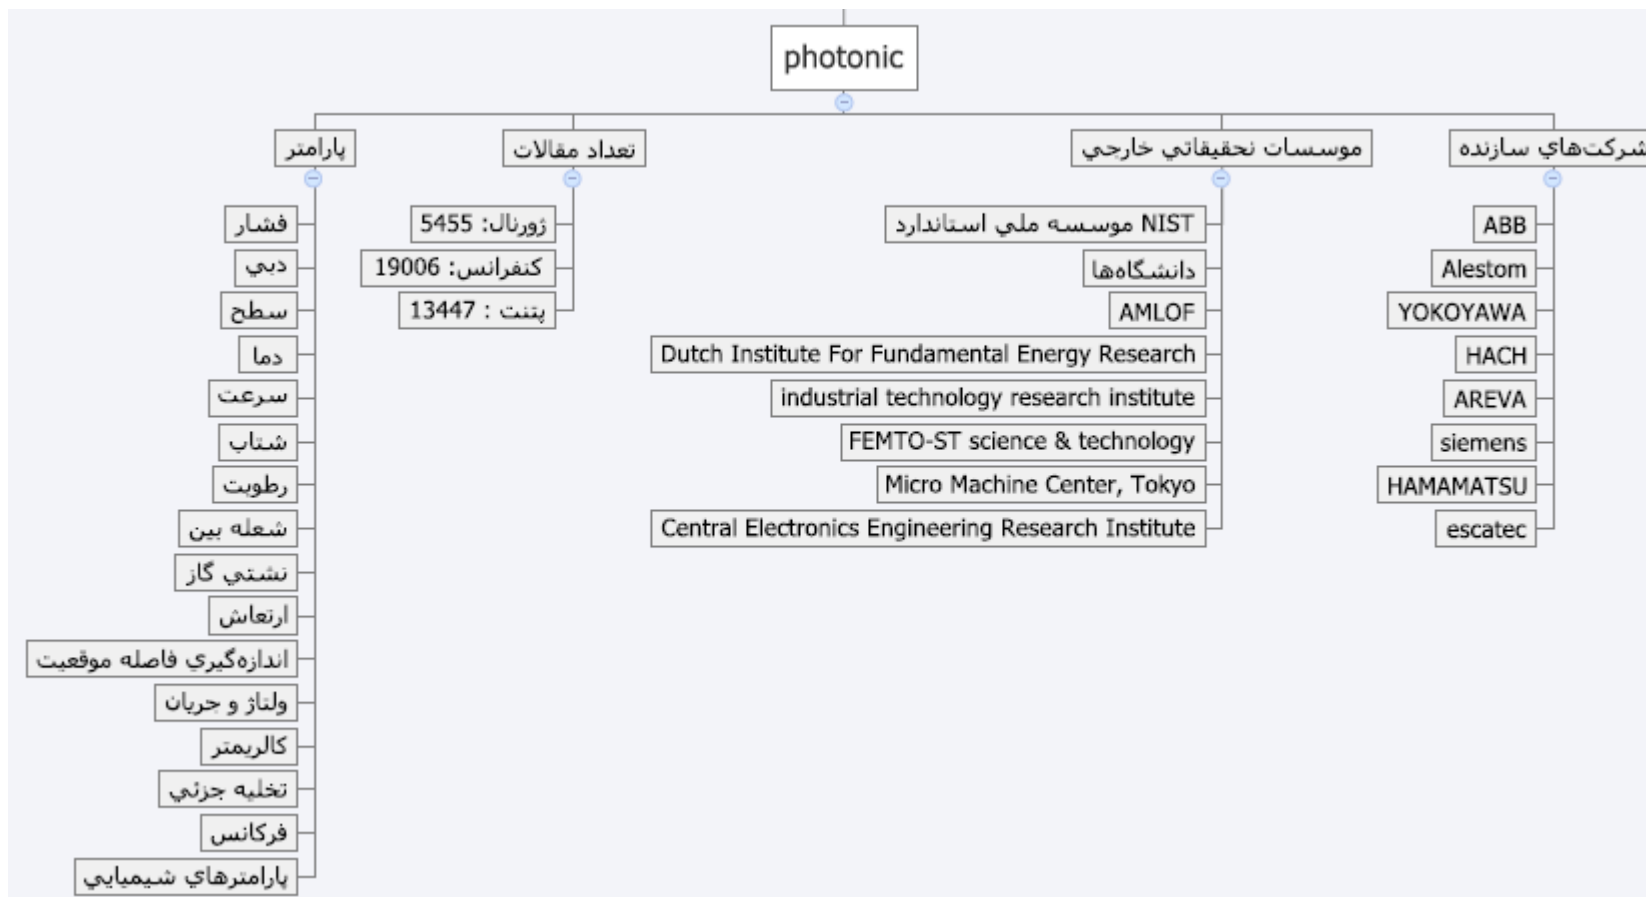 photonic
شركت‌هاي سازنده
ABB
Alestom
YOKOYAWA
HACH
AREVA
siemens
HAMAMATSU
escatec
موسسات نحقيقاتي خارجي
NIST موسسه ملي استاندارد
دانشگاه‌ها
AMLOF
Dutch Institute For Fundamental Energy Research
industrial technology research institute
FEMTO-ST science & technology
Micro Machine Center, Tokyo
Central Electronics Engineering Research Institute
تعداد مقالات
ژورنال: 5455
كنفرانس: 19006
پتنت : 13447
پارامتر
فشار
دبي
سطح
دما
سرعت
شتاب
رطوبت
شعله بين
نشتي گاز
ارتعاش
اندازه‌گيري فاصله موقعيت
ولتاژ و جريان
كالريمتر
تخليه جزئي
فركانس
پارامترهاي شيميايي